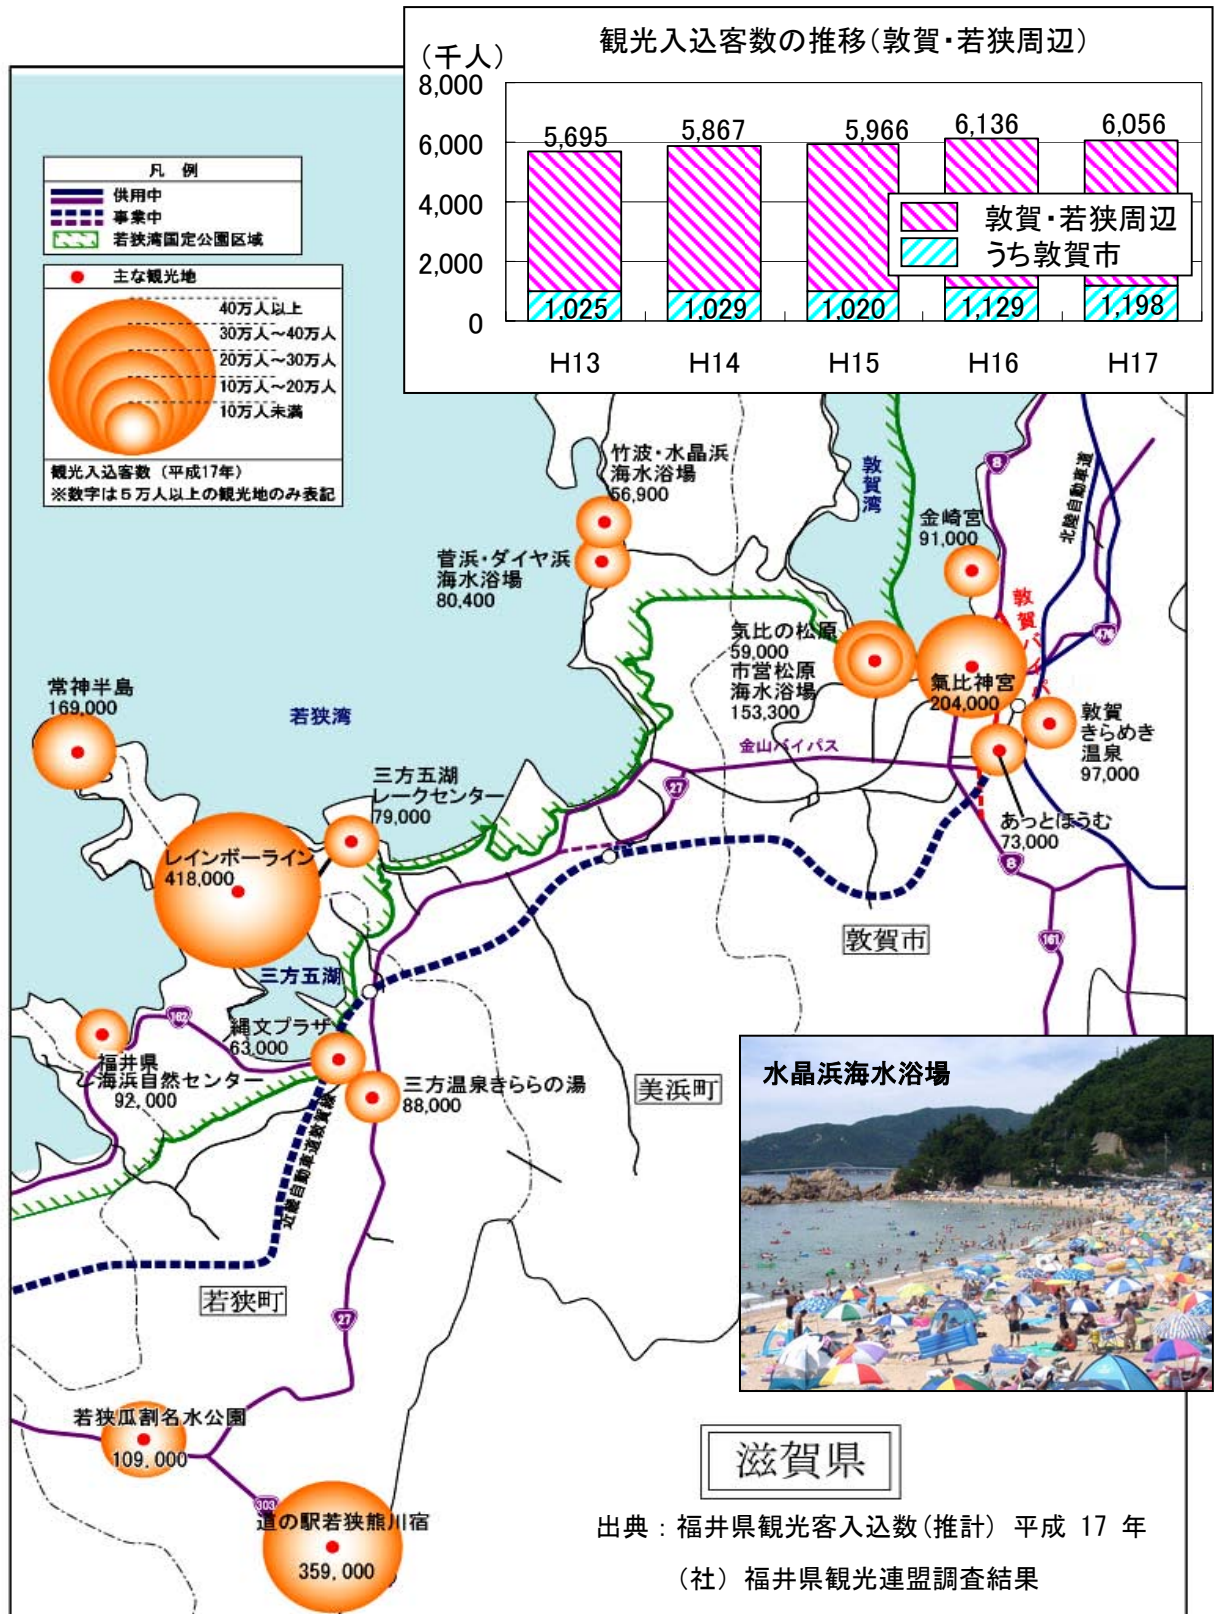 観光入込客数の推移(敦賀・若狭周辺)
(千人)
8,000
6,000
4,000
2,000
0
5,695
5,867
5,966
6,136
6,056
1,025
1,029
1,020
1,129
1,198
敦賀・若狭周辺
うち敦賀市
H13
H14
H15
H16
H17
凡 例
供用中
事業中
若狭湾国定公園区域
主な観光地
40万人以上
30万人~40万人
20万人~30万人
10万人~20万人
10万人未満
観光入込客数 (平成17年)
※数字は5万人以上の観光地のみ表記
竹波・水晶浜
海水浴場
56,900
菅浜・ダイヤ浜
海水浴場
80,400
敦賀湾
金崎宮
91,000
8
北陸自動車道
476
敦賀バイパス
気比の松原
59,000
市営松原
海水浴場
153,300
氣比神宮
204,000
敦賀
きらめき
温泉
97,000
あっとほうむ
73,000
常神半島
169,000
若狭湾
金山バイパス
27
三方五湖
レークセンター
79,000
レインボーライン
418,000
8
161
敦賀市
三方五湖
162
縄文プラザ
63,000
福井県
海浜自然センター
92,000
三方温泉きららの湯
88,000
美浜町
近畿自動車道敦賀線
若狭町
27
水晶浜海水浴場
若狭瓜割名水公園
109,000
303
道の駅若狭熊川宿
359,000
滋賀県
出典:福井県観光客入込数(推計) 平成 17 年
(社) 福井県観光連盟調査結果